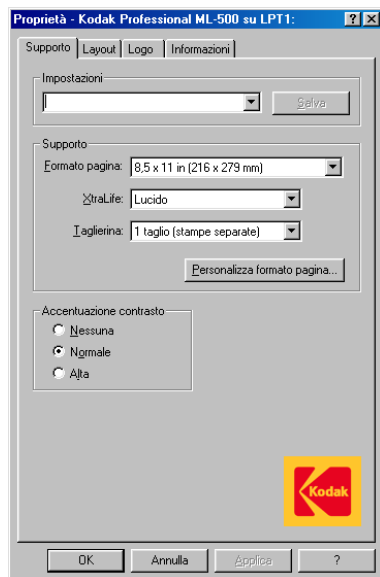 Proprietà - Kodak Professional ML-500 su LPT1:
Supporto Layout Logo Informazioni
Impostazioni
Salva
Supporto
Formato pagina: 8,5 x 11 in (216 x 279 mm)
XtraLife: Lucido
Taglierina: 1 taglio (stampe separate)
Personalizza formato pagina...
Accentuazione contrasto
Nessuna
Normale
Alta
Kodak
OK Annulla Applica ?